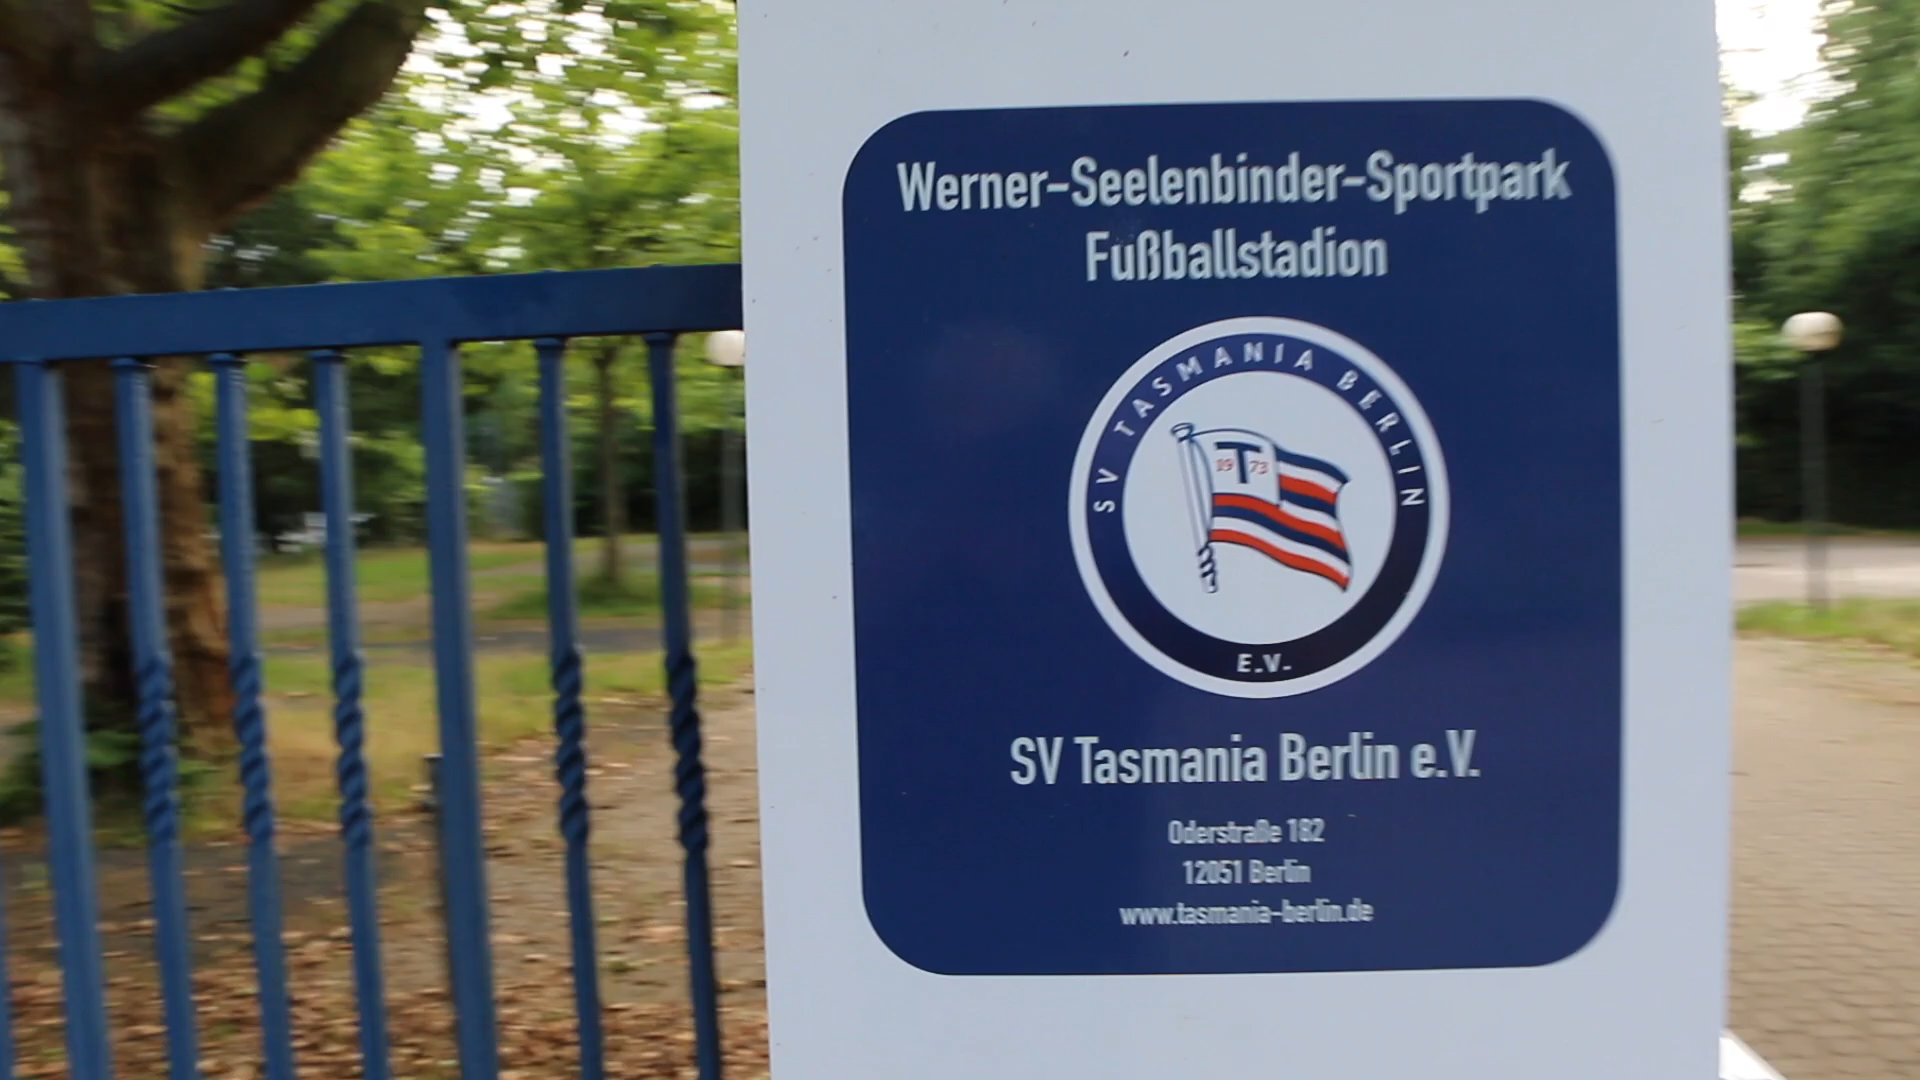 Werner-Seelenbinder-Sportpark
Fußballstadion
SV TASMANIA BERLIN
19 T 73
E.V.
SV Tasmania Berlin e.V.
Oderstraße 182
12051 Berlin
www.tasmania-berlin.de